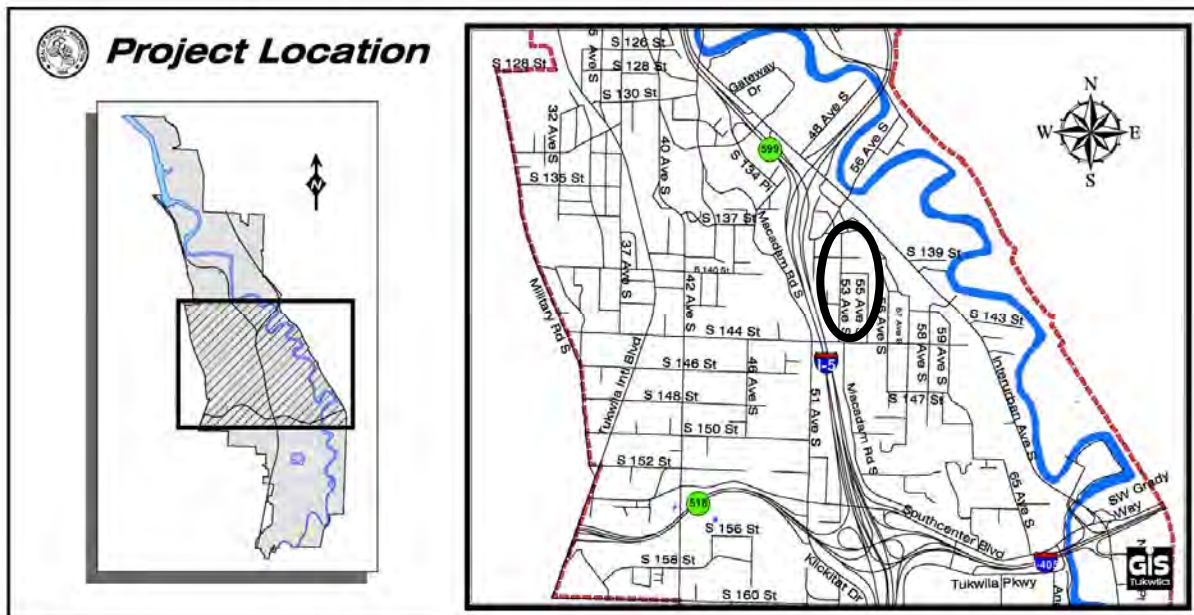 Project Location
N
S 126 St
S 128 St
S 128 St
S 130 St
32 Ave S
40 Ave S
Gateway Dr
48 Ave S
56 Ave S
599
S 134 Pl
S 135 St
S 137 St
Macadam Rd S
N
W
E
S
S 139 St
37 Ave S
S 140 St
42 Ave S
53 Ave S
55 Ave S
56 Ave S
57 Ave S
58 Ave S
59 Ave S
S 143 St
Military Rd S
Tukwila Intl Blvd
S 144 St
S 146 St
46 Ave S
S 148 St
I-5
51 Ave S
Macadam Rd S
S 147 St
Interurban Ave S
S 150 St
S 152 St
65 Ave S
SW Grady Way
518
S 156 St
Southcenter Blvd
S 158 St
Klickitat Dr
I-405
Tukwila Pkwy
S 160 St
GIS
Tukwila